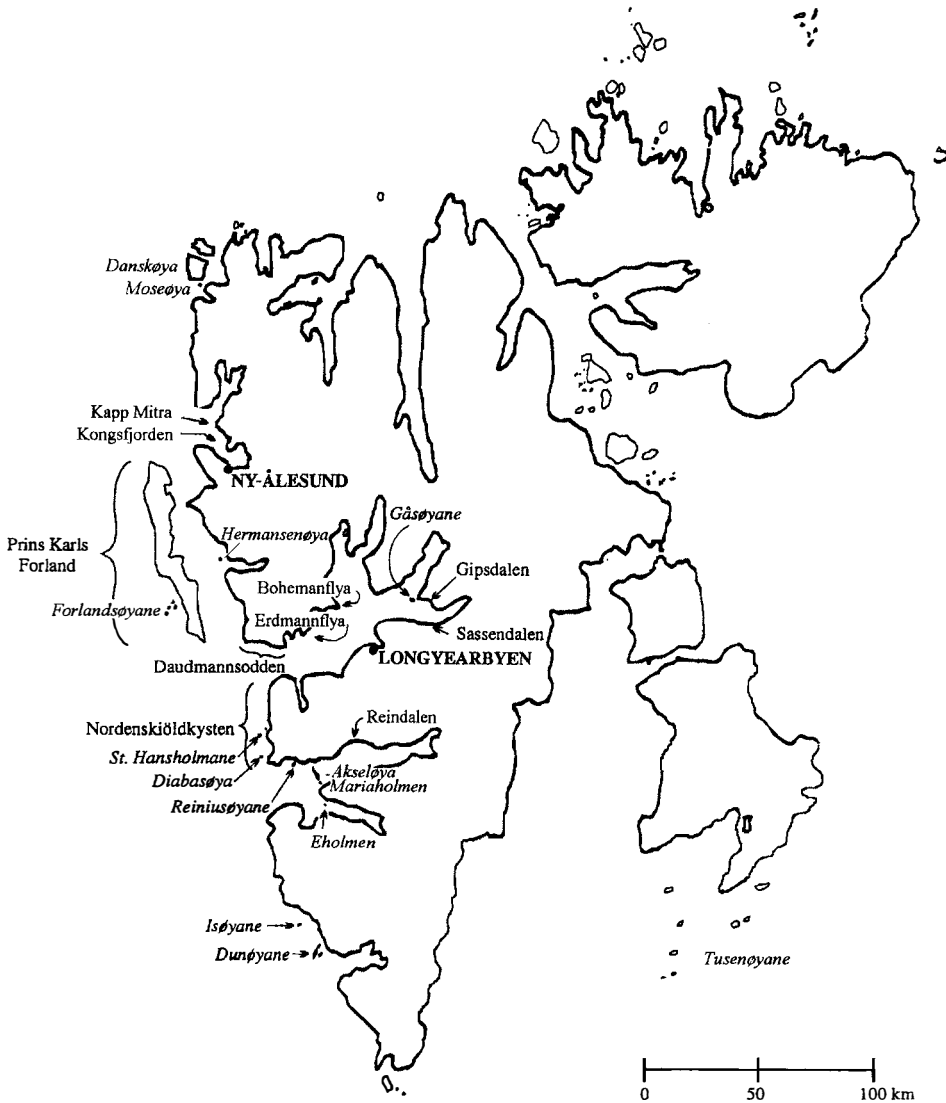 Danskøya
Moseøya
Kapp Mitra
Kongsfjorden
NY-ÅLESUND
Prins Karls
Forland
Hermansenøya
Gåsøyane
Gipsdalen
Bohemanflya
Forlandsøyane
Erdmannflya
Sassendalen
LONGYEARBYEN
Daudmannsodden
Nordenskiöldkysten
Reindalen
St. Hansholmane
Diabasøya
Akseløya
Mariaholmen
Reiniusøyane
Eholmen
Isøyane
Dunøyane
Tusenøyane
0 50 100 km